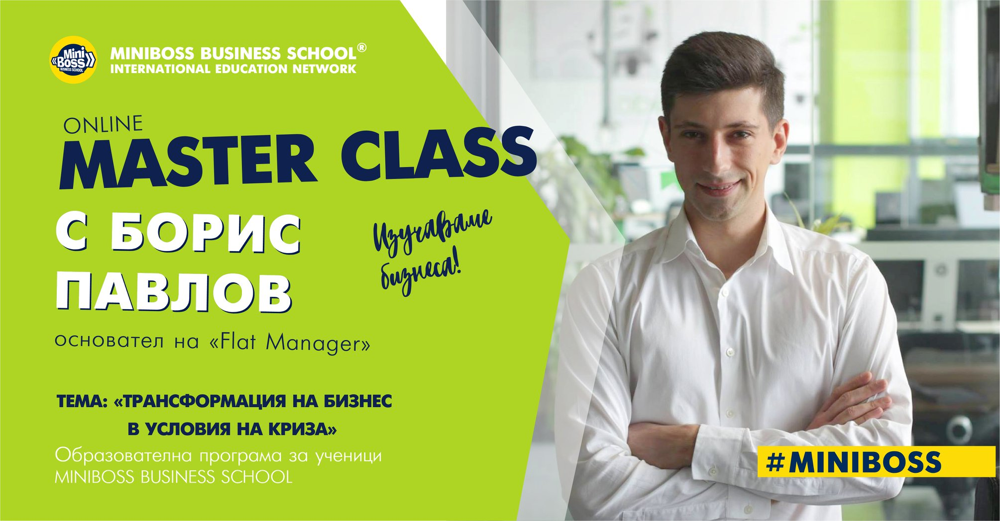 Mini
Boss
BUSINESS SCHOOL
MINIBOSS BUSINESS SCHOOL®
INTERNATIONAL EDUCATION NETWORK
ONLINE
MASTER CLASS
С БОРИС
ПАВЛОВ
Изучаваме
бизнеса!
основател на «Flat Manager»
ТЕМА: «ТРАНСФОРМАЦИЯ НА БИЗНЕС
В УСЛОВИЯ НА КРИЗА»
Образователна програма за ученици
MINIBOSS BUSINESS SCHOOL
#MINIBOSS